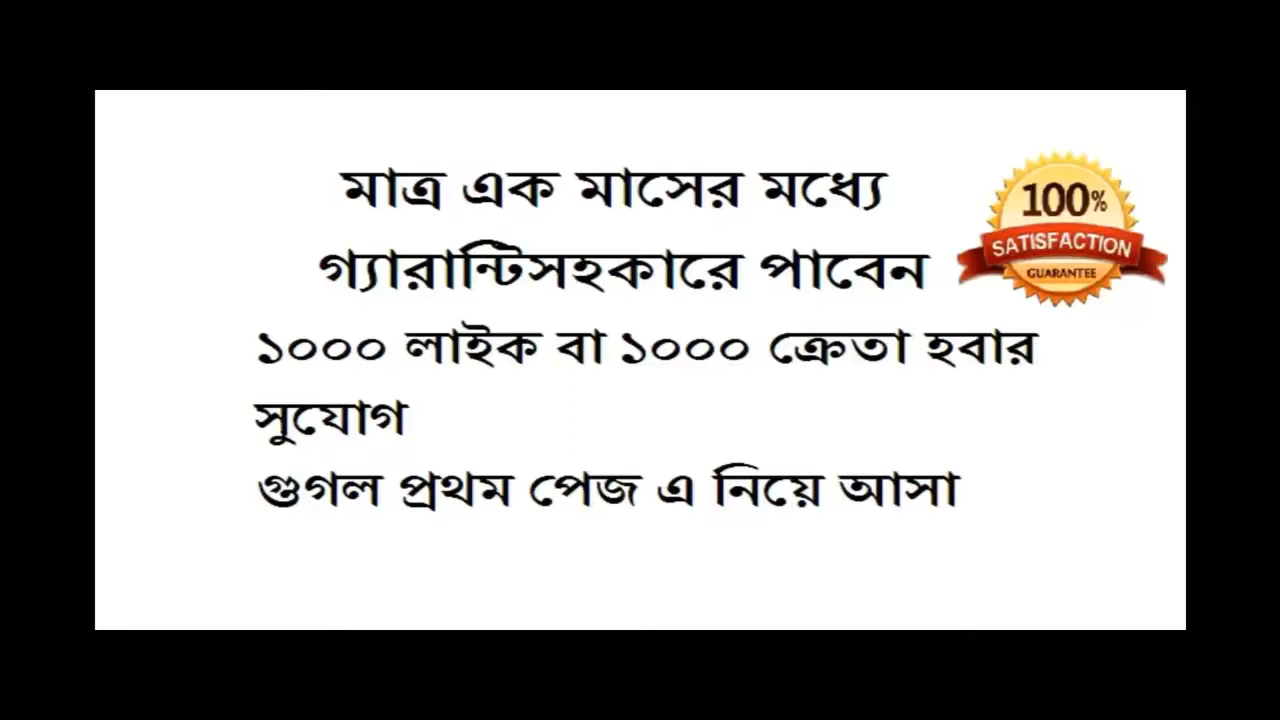 মাত্র এক মাসের মধ্যে
গ্যারান্টিসহকারে পাবেন
100%
SATISFACTION
GUARANTEE
১০০০ লাইক বা ১০০০ ক্রেতা হবার
সুযোগ
গুগল প্রথম পেজ এ নিয়ে আসা